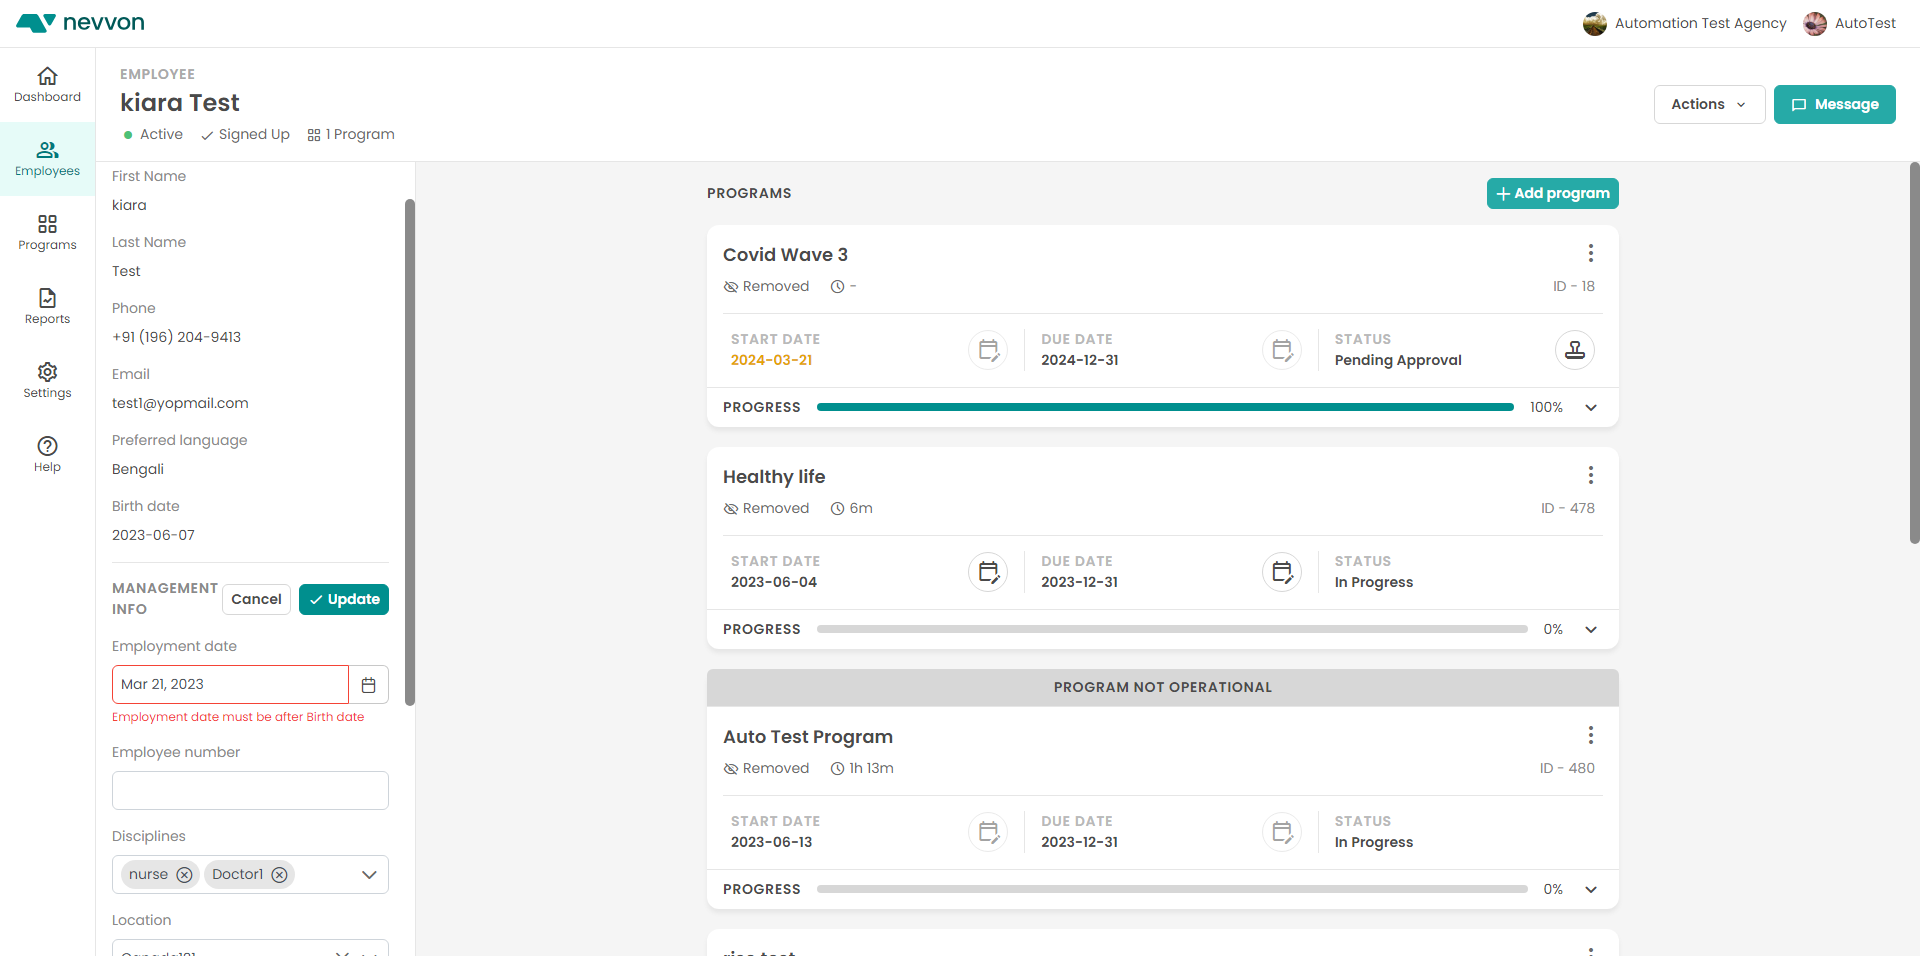 nevvon
Automation Test Agency
AutoTest
Dashboard
Employees
Programs
Reports
Settings
Help
EMPLOYEE
kiara Test
Active
Signed Up
1 Program
Actions
Message
First Name
kiara
Last Name
Test
Phone
+91 (196) 204-9413
Email
test1@yopmail.com
Preferred language
Bengali
Birth date
2023-06-07
MANAGEMENT
INFO
Cancel
Update
Employment date
Mar 21, 2023
Employment date must be after Birth date
Employee number
Disciplines
nurse
Doctor1
Location
PROGRAMS
Add program
Covid Wave 3
Removed
-
ID - 18
START DATE
2024-03-21
DUE DATE
2024-12-31
STATUS
Pending Approval
PROGRESS
100%
Healthy life
Removed
6m
ID - 478
START DATE
2023-06-04
DUE DATE
2023-12-31
STATUS
In Progress
PROGRESS
0%
PROGRAM NOT OPERATIONAL
Auto Test Program
Removed
1h 13m
ID - 480
START DATE
2023-06-13
DUE DATE
2023-12-31
STATUS
In Progress
PROGRESS
0%